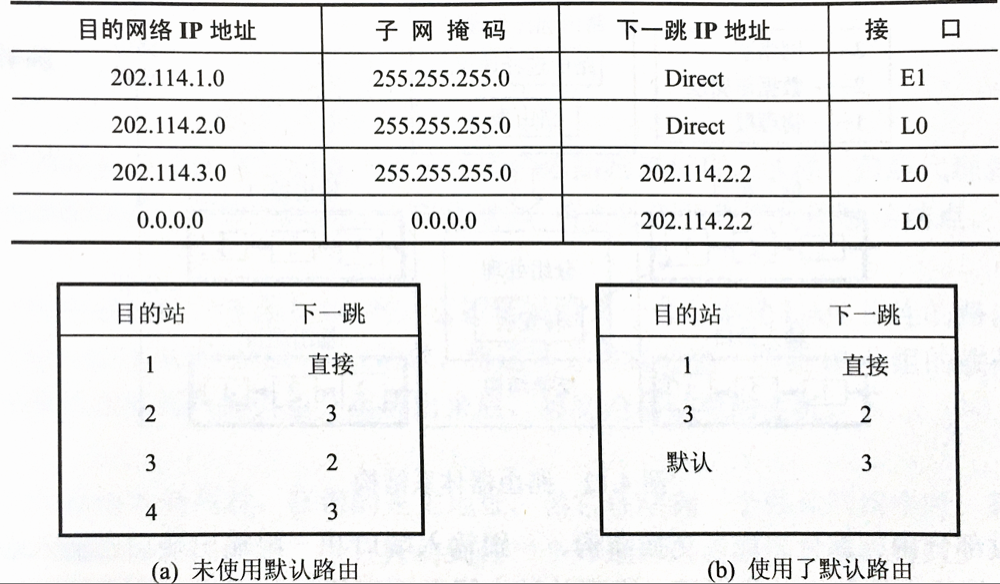 目的网络 IP 地址 子 网 掩 码 下一跳 IP 地址 接 口
202.114.1.0 255.255.255.0 Direct E1
202.114.2.0 255.255.255.0 Direct L0
202.114.3.0 255.255.255.0 202.114.2.2 L0
0.0.0.0 0.0.0.0 202.114.2.2 L0
目的站 下一跳
1 直接
2 3
3 2
4 3
(a) 未使用默认路由
目的站 下一跳
1 直接
3 2
默认 3
(b) 使用了默认路由